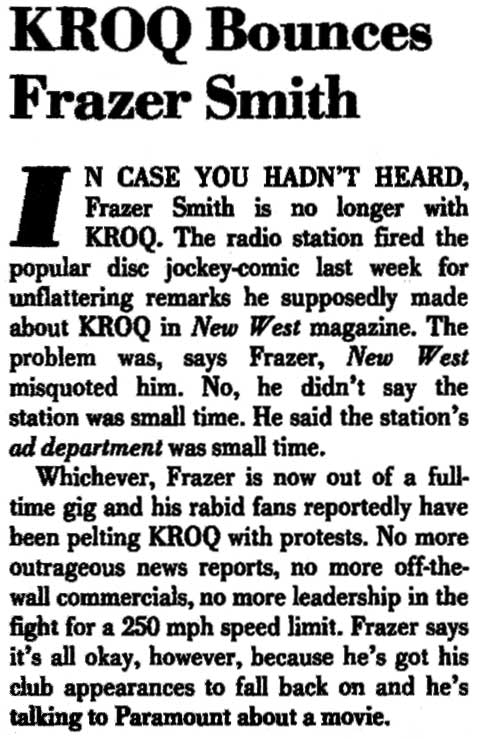 KROQ Bounces
Frazer Smith
IN CASE YOU HADN'T HEARD,
Frazer Smith is no longer with
KROQ. The radio station fired the
popular disc jockey-comic last week for
unflattering remarks he supposedly made
about KROQ in New West magazine. The
problem was, says Frazer, New West
misquoted him. No, he didn't say the
station was small time. He said the station's
ad department was small time.
Whichever, Frazer is now out of a full-
time gig and his rabid fans reportedly have
been pelting KROQ with protests. No more
outrageous news reports, no more off-the-
wall commercials, no more leadership in the
fight for a 250 mph speed limit. Frazer says
it's all okay, however, because he's got his
club appearances to fall back on and he's
talking to Paramount about a movie.